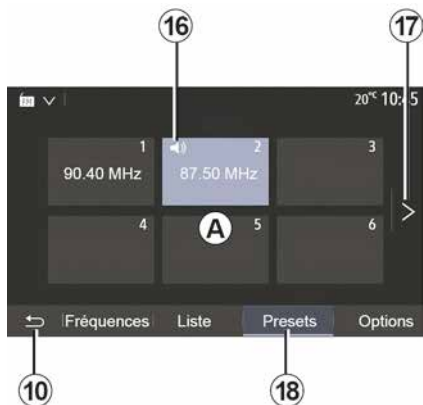 16 17
FM 20°C 10:45
1 2 3
90.40 MHz 87.50 MHz
4 A 5 6
Fréquences Liste Presets Options
10 18